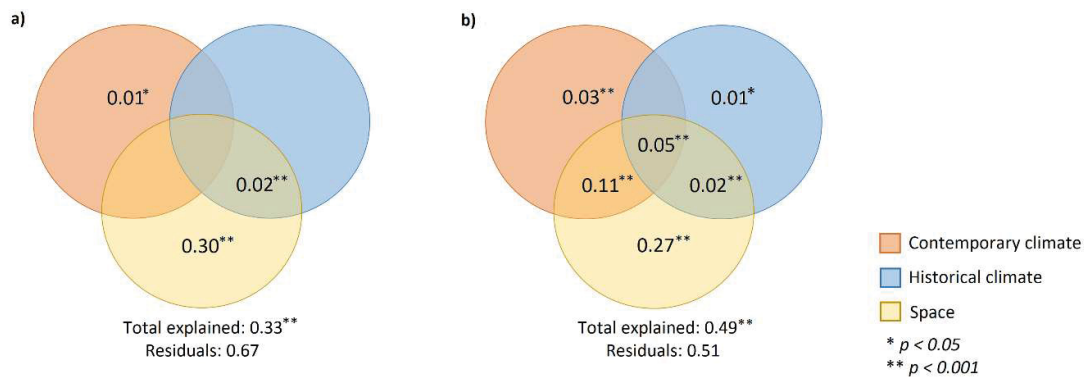 a)
0.01*
0.02**
0.30**
Total explained: 0.33**
Residuals: 0.67
b)
0.03**
0.01*
0.05**
0.11**
0.02**
0.27**
Total explained: 0.49**
Residuals: 0.51
Contemporary climate
Historical climate
Space
* p < 0.05
** p < 0.001